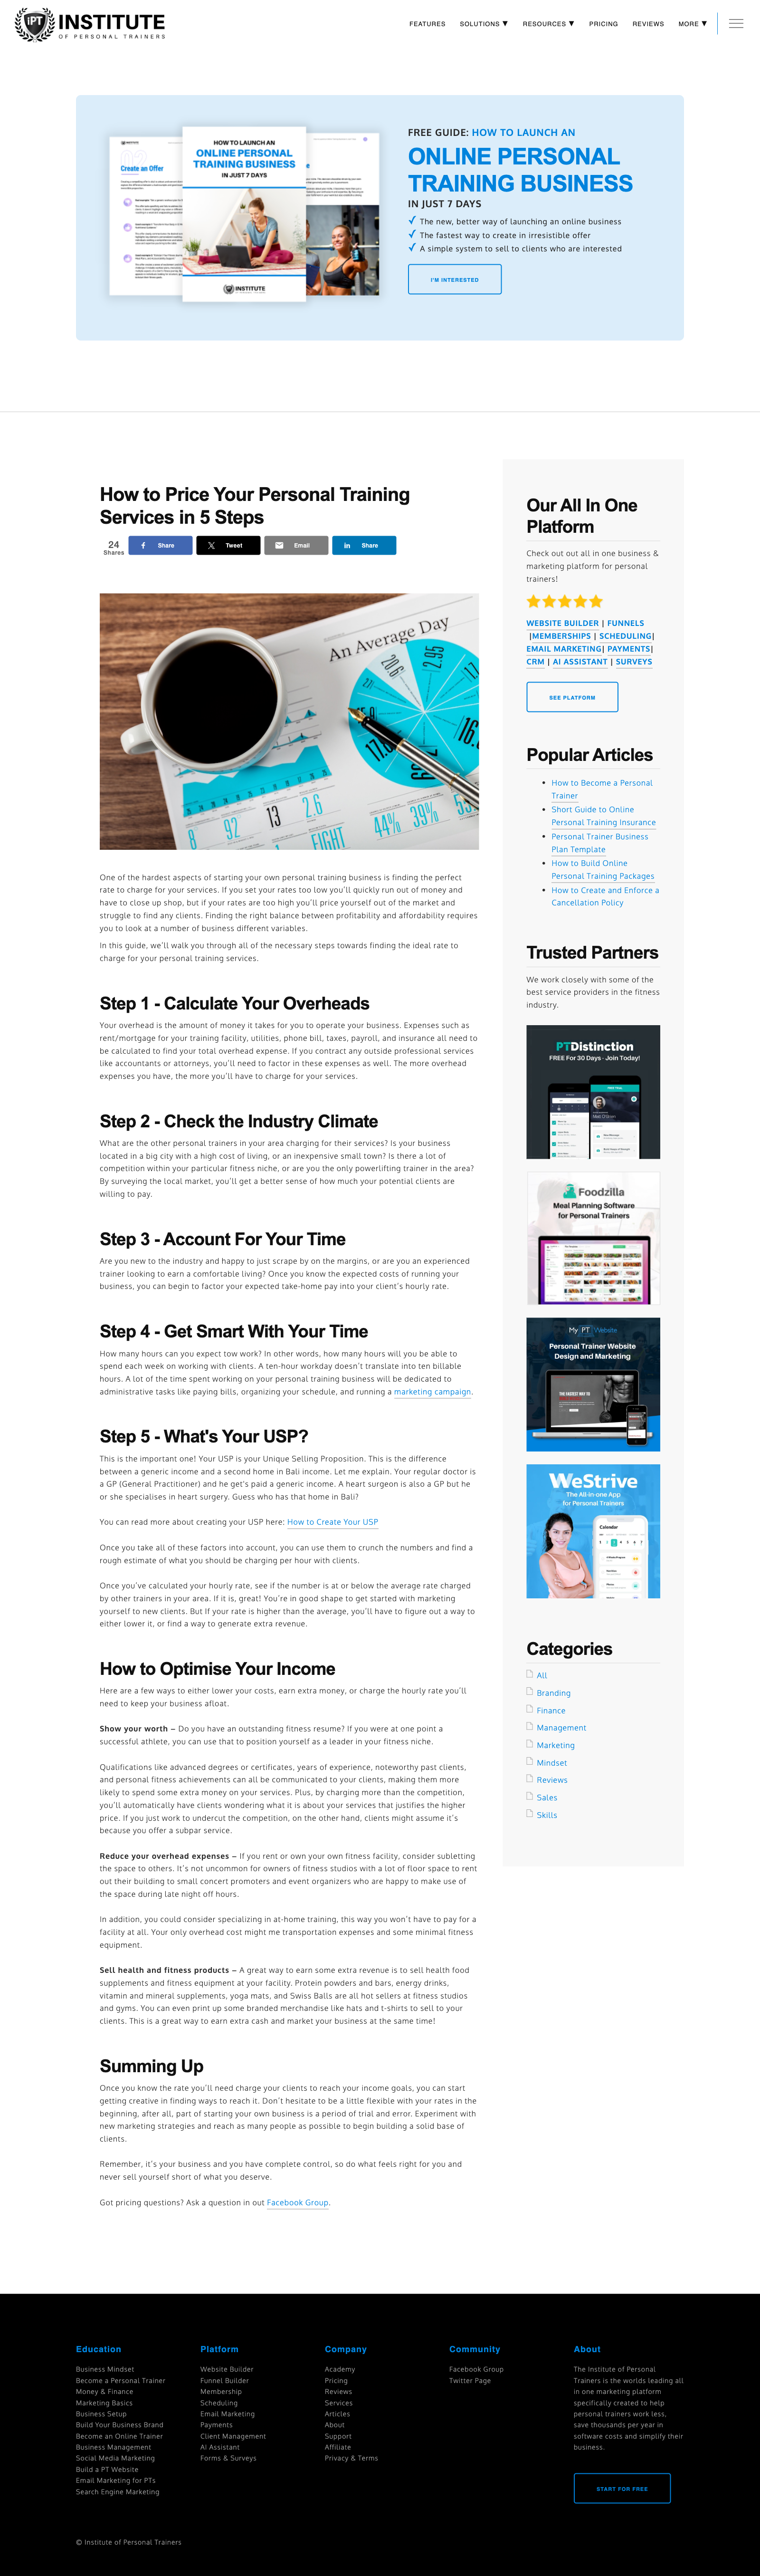 iPT INSTITUTE
OF PERSONAL TRAINERS
FEATURES SOLUTIONS RESOURCES PRICING REVIEWS MORE
Create an Offer
HOW TO LAUNCH AN
ONLINE PERSONAL
TRAINING BUSINESS
IN JUST 7 DAYS
INSTITUTE
FREE GUIDE: HOW TO LAUNCH AN
ONLINE PERSONAL
TRAINING BUSINESS
IN JUST 7 DAYS
The new, better way of launching an online business
The fastest way to create in irresistible offer
A simple system to sell to clients who are interested
I'M INTERESTED
How to Price Your Personal Training
Services in 5 Steps
24
Shares
Share
Tweet
Email
Share
An Average Day
2.95
17.7
8
92
13
2.6
EIGHT
44%
39%
53
One of the hardest aspects of starting your own personal training business is finding the perfect
rate to charge for your services. If you set your rates too low you'll quickly run out of money and
have to close up shop, but if your rates are too high you'll price yourself out of the market and
struggle to find any clients. Finding the right balance between profitability and affordability requires
you to look at a number of business different variables.
In this guide, we'll walk you through all of the necessary steps towards finding the ideal rate to
charge for your personal training services.
Step 1 - Calculate Your Overheads
Your overhead is the amount of money it takes for you to operate your business. Expenses such as
rent/mortgage for your training facility, utilities, phone bill, taxes, payroll, and insurance all need to
be calculated to find your total overhead expense. If you contract any outside professional services
like accountants or attorneys, you'll need to factor in these expenses as well. The more overhead
expenses you have, the more you'll have to charge for your services.
Step 2 - Check the Industry Climate
What are the other personal trainers in your area charging for their services? Is your business
located in a big city with a high cost of living, or an inexpensive small town? Is there a lot of
competition within your particular fitness niche, or are you the only powerlifting trainer in the area?
By surveying the local market, you'll get a better sense of how much your potential clients are
willing to pay.
Step 3 - Account For Your Time
Are you new to the industry and happy to just scrape by on the margins, or are you an experienced
trainer looking to earn a comfortable living? Once you know the expected costs of running your
business, you can begin to factor your expected take-home pay into your client's hourly rate.
Step 4 - Get Smart With Your Time
How many hours can you expect tow work? In other words, how many hours will you be able to
spend each week on working with clients. A ten-hour workday doesn't translate into ten billable
hours. A lot of the time spent working on your personal training business will be dedicated to
administrative tasks like paying bills, organizing your schedule, and running a marketing campaign.
Step 5 - What's Your USP?
This is the important one! Your USP is your Unique Selling Proposition. This is the difference
between a generic income and a second home in Bali income. Let me explain. Your regular doctor is
a GP (General Practitioner) and he get's paid a generic income. A heart surgeon is also a GP but he
or she specialises in heart surgery. Guess who has that home in Bali?
You can read more about creating your USP here: How to Create Your USP
Once you take all of these factors into account, you can use them to crunch the numbers and find a
rough estimate of what you should be charging per hour with clients.
Once you've calculated your hourly rate, see if the number is at or below the average rate charged
by other trainers in your area. If it is, great! You're in good shape to get started with marketing
yourself to new clients. But If your rate is higher than the average, you'll have to figure out a way to
either lower it, or find a way to generate extra revenue.
How to Optimise Your Income
Here are a few ways to either lower your costs, earn extra money, or charge the hourly rate you'll
need to keep your business afloat.
Show your worth – Do you have an outstanding fitness resume? If you were at one point a
successful athlete, you can use that to position yourself as a leader in your fitness niche.
Qualifications like advanced degrees or certificates, years of experience, noteworthy past clients,
and personal fitness achievements can all be communicated to your clients, making them more
likely to spend some extra money on your services. Plus, by charging more than the competition,
you'll automatically have clients wondering what it is about your services that justifies the higher
price. If you just work to undercut the competition, on the other hand, clients might assume it's
because you offer a subpar service.
Reduce your overhead expenses – If you rent or own your own fitness facility, consider subletting
the space to others. It's not uncommon for owners of fitness studios with a lot of floor space to rent
out their building to small concert promoters and event organizers who are happy to make use of
the space during late night off hours.
In addition, you could consider specializing in at-home training, this way you won't have to pay for a
facility at all. Your only overhead cost might me transportation expenses and some minimal fitness
equipment.
Sell health and fitness products – A great way to earn some extra revenue is to sell health food
supplements and fitness equipment at your facility. Protein powders and bars, energy drinks,
vitamin and mineral supplements, yoga mats, and Swiss Balls are all hot sellers at fitness studios
and gyms. You can even print up some branded merchandise like hats and t-shirts to sell to your
clients. This is a great way to earn extra cash and market your business at the same time!
Summing Up
Once you know the rate you'll need charge your clients to reach your income goals, you can start
getting creative in finding ways to reach it. Don't hesitate to be a little flexible with your rates in the
beginning, after all, part of starting your own business is a period of trial and error. Experiment with
new marketing strategies and reach as many people as possible to begin building a solid base of
clients.
Remember, it's your business and you have complete control, so do what feels right for you and
never sell yourself short of what you deserve.
Got pricing questions? Ask a question in out Facebook Group.
Our All In One
Platform
Check out out all in one business &
marketing platform for personal
trainers!
WEBSITE BUILDER | FUNNELS
|MEMBERSHIPS | SCHEDULING|
EMAIL MARKETING| PAYMENTS|
CRM | AI ASSISTANT | SURVEYS
SEE PLATFORM
Popular Articles
How to Become a Personal
Trainer
Short Guide to Online
Personal Training Insurance
Personal Trainer Business
Plan Template
How to Build Online
Personal Training Packages
How to Create and Enforce a
Cancellation Policy
Trusted Partners
We work closely with some of the
best service providers in the fitness
industry.
PTDistinction
FREE For 30 Days - Join Today!
Foodzilla
Meal Planning Software
for Personal Trainers
My PT Website
Personal Trainer Website
Design and Marketing
WeStrive
The All-in-one App
for Personal Trainers
Calendar
Categories
All
Branding
Finance
Management
Marketing
Mindset
Reviews
Sales
Skills
Education
Business Mindset
Become a Personal Trainer
Money & Finance
Marketing Basics
Business Setup
Build Your Business Brand
Become an Online Trainer
Business Management
Social Media Marketing
Build a PT Website
Email Marketing for PTs
Search Engine Marketing
Platform
Website Builder
Funnel Builder
Membership
Scheduling
Email Marketing
Payments
Client Management
AI Assistant
Forms & Surveys
Company
Academy
Pricing
Reviews
Services
Articles
About
Support
Affiliate
Privacy & Terms
Community
Facebook Group
Twitter Page
About
The Institute of Personal
Trainers is the worlds leading all
in one marketing platform
specifically created to help
personal trainers work less,
save thousands per year in
software costs and simplify their
business.
START FOR FREE
© Institute of Personal Trainers